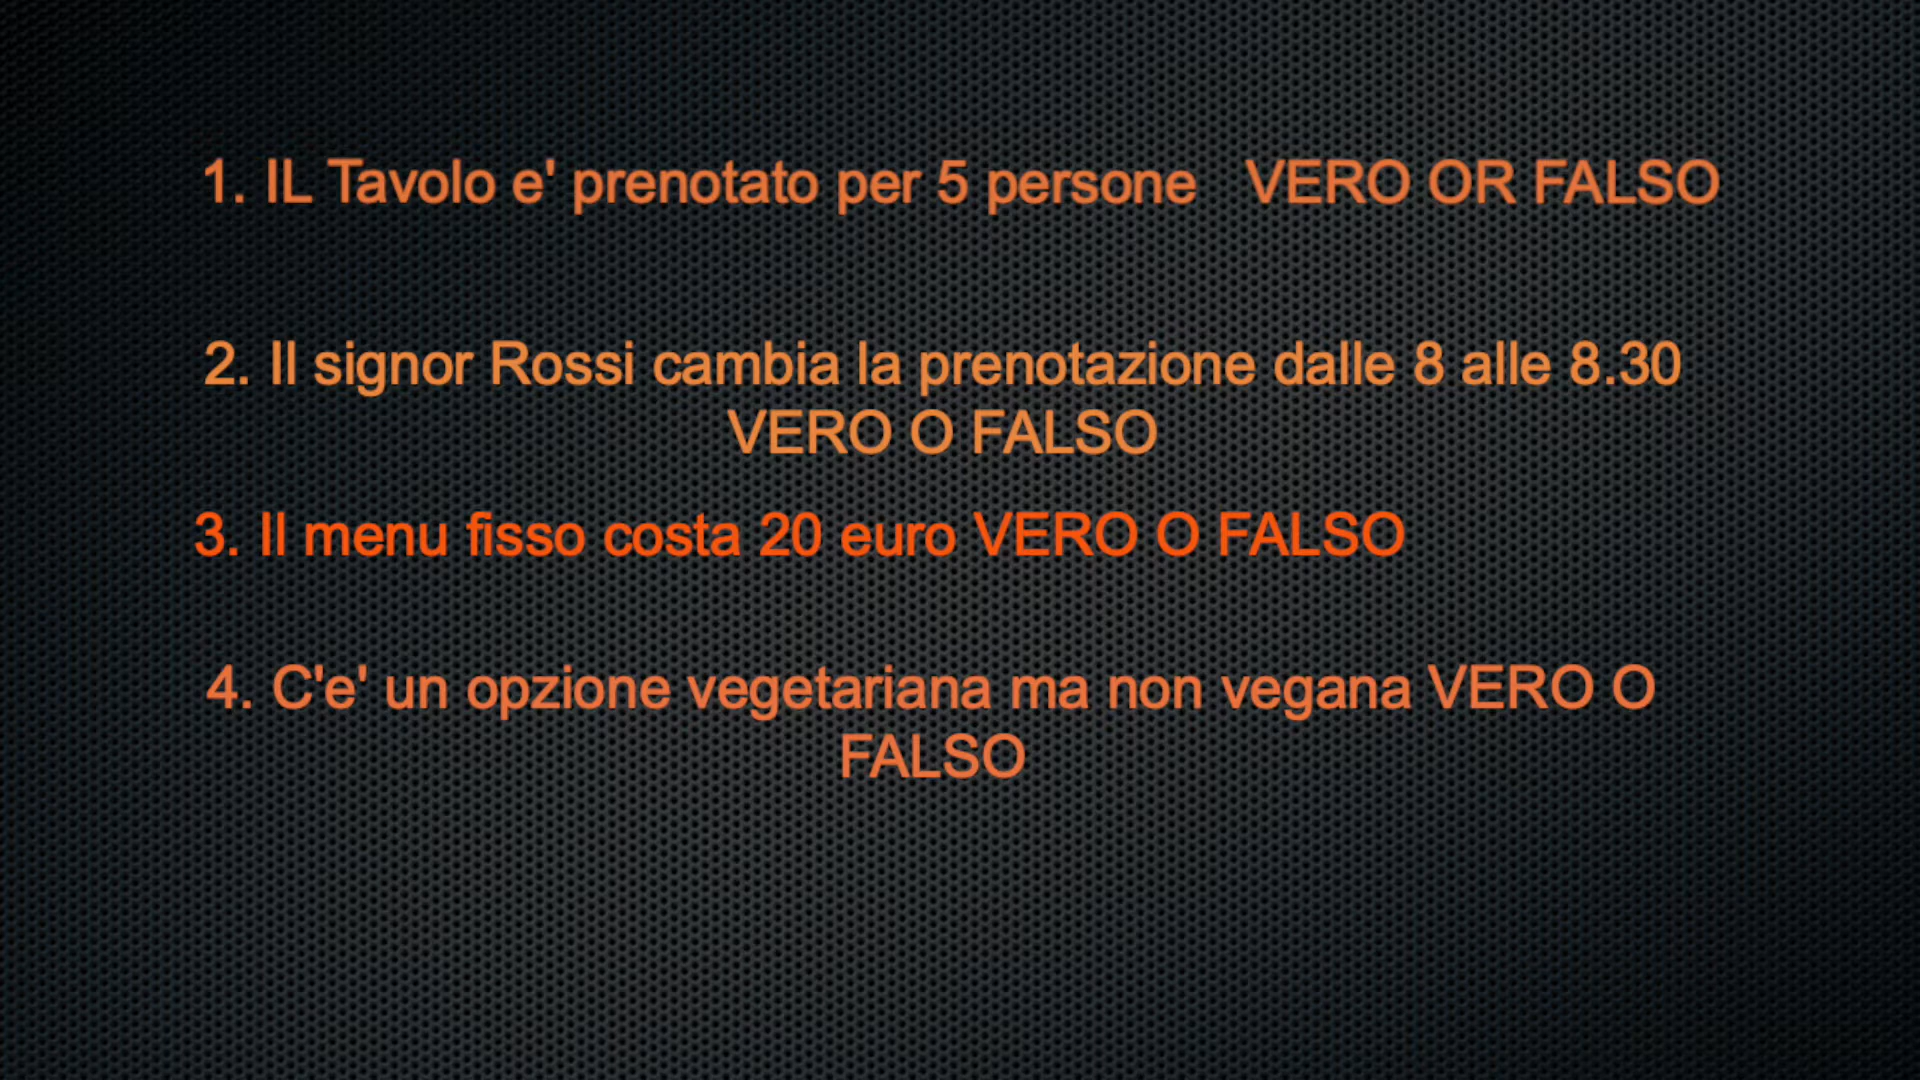 1. IL Tavolo e' prenotato per 5 persone VERO OR FALSO
2. Il signor Rossi cambia la prenotazione dalle 8 alle 8.30
VERO O FALSO
3. Il menu fisso costa 20 euro VERO O FALSO
4. C'e' un opzione vegetariana ma non vegana VERO O
FALSO